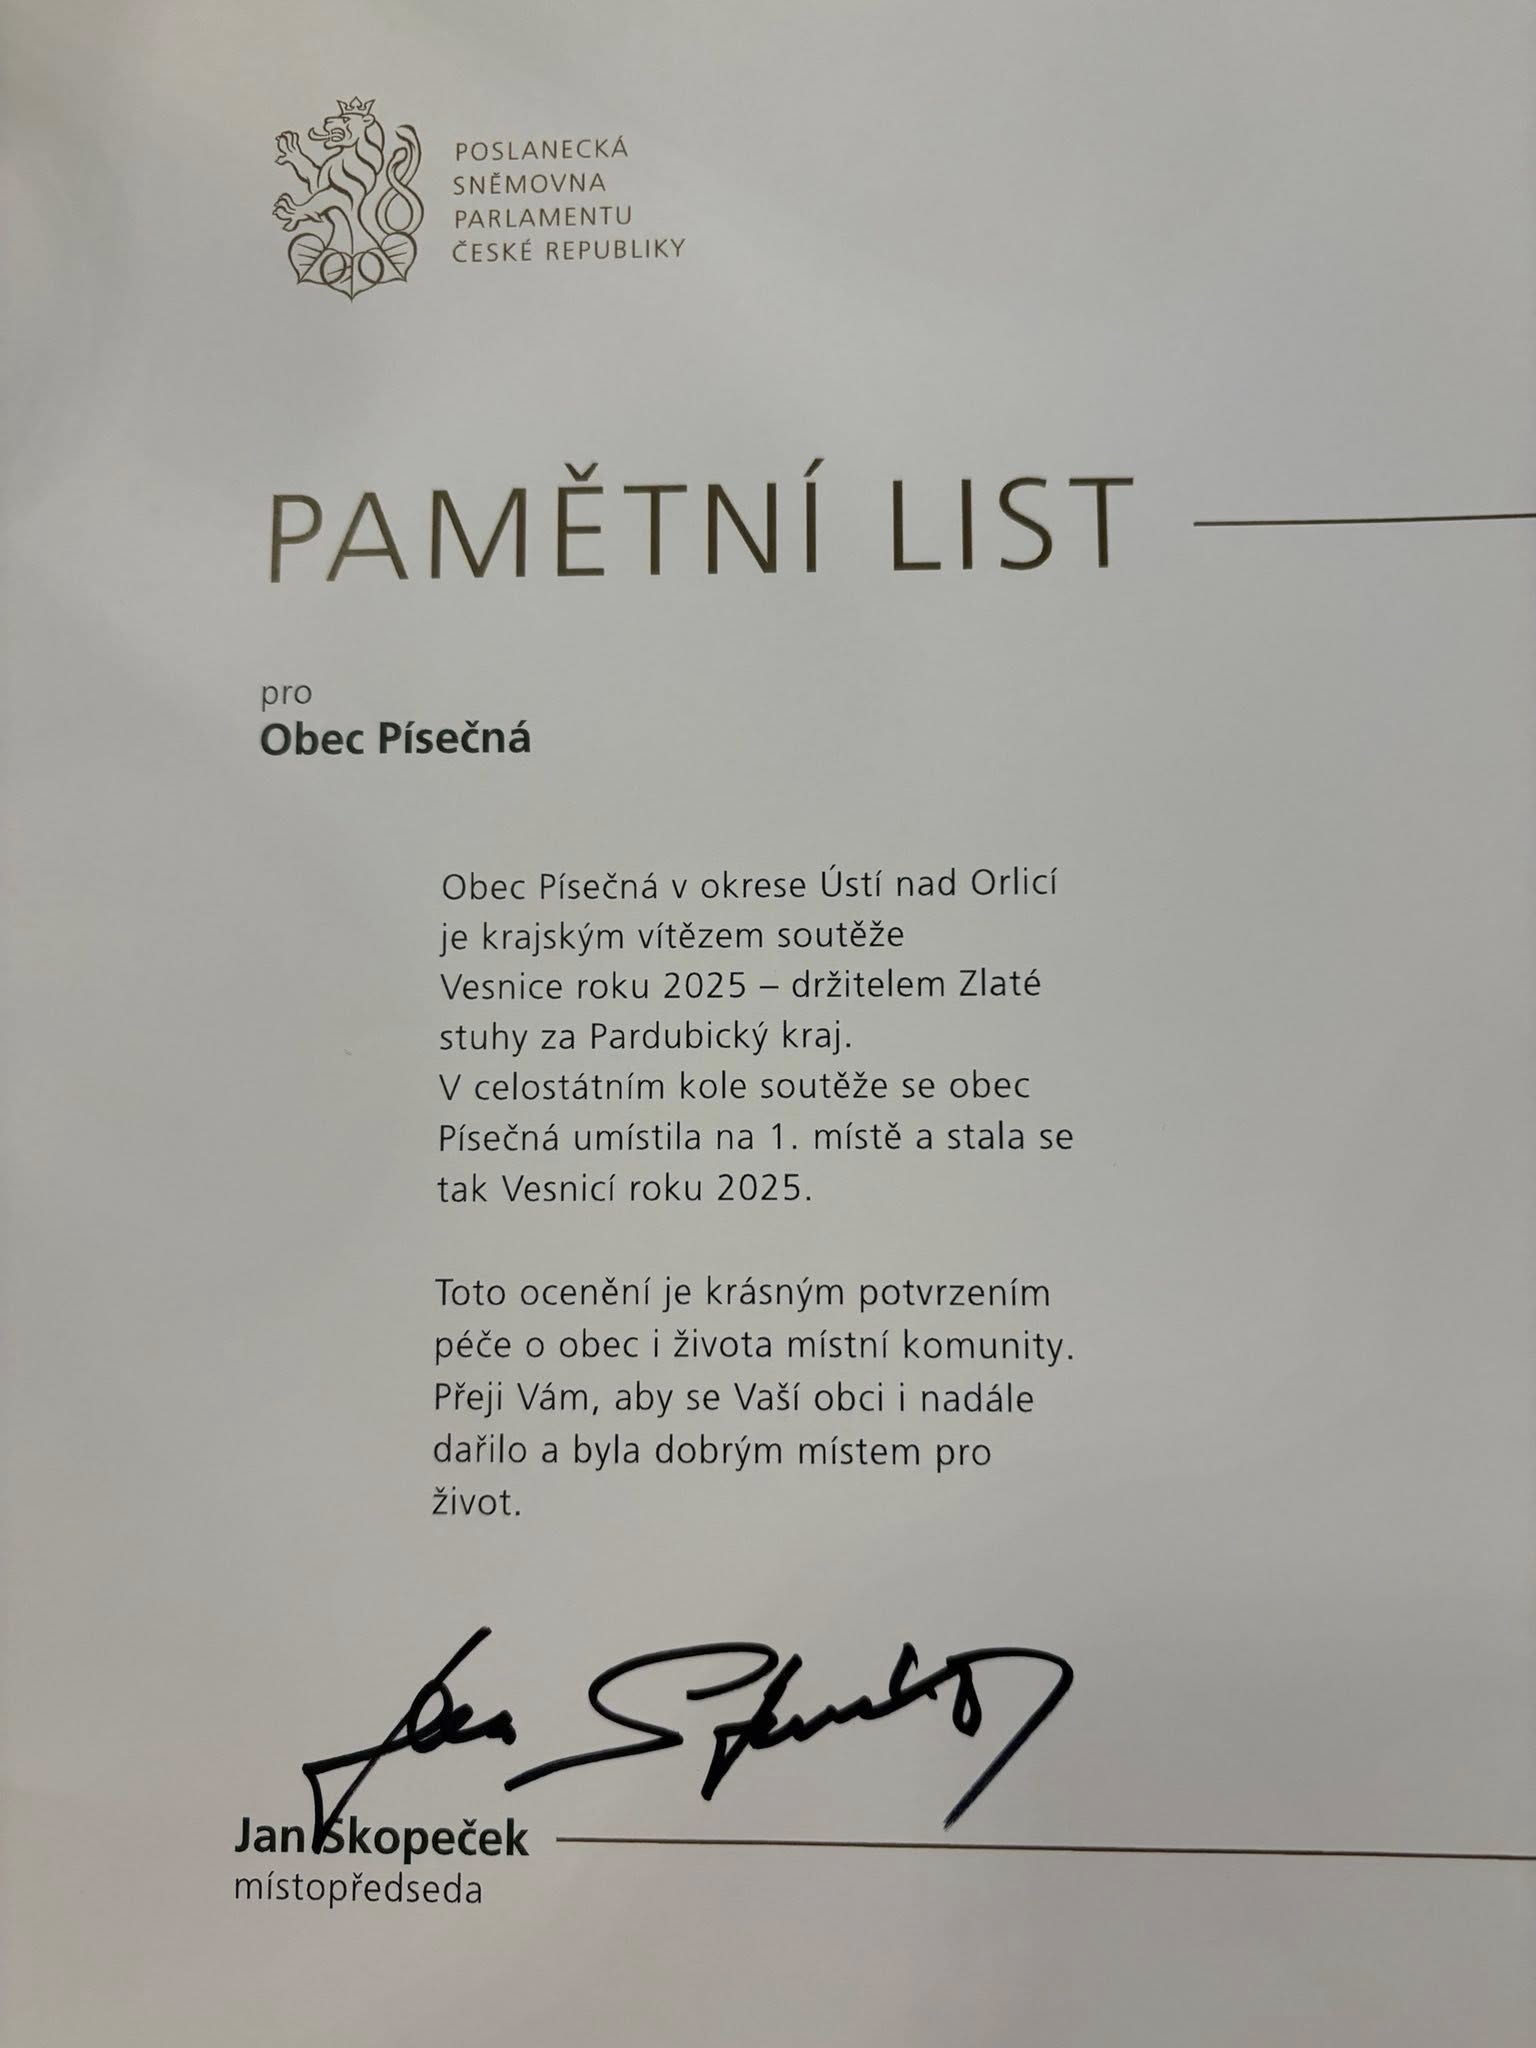 POSLANECKÁ
SNĚMOVNA
PARLAMENTU
ČESKÉ REPUBLIKY
PAMĚTNÍ LIST
pro
Obec Písečná
Obec Písečná v okrese Ústí nad Orlicí
je krajským vítězem soutěže
Vesnice roku 2025 – držitelem Zlaté
stuhy za Pardubický kraj.
V celostátním kole soutěže se obec
Písečná umístila na 1. místě a stala se
tak Vesnicí roku 2025.
Toto ocenění je krásným potvrzením
péče o obec i života místní komunity.
Přeji Vám, aby se Vaší obci i nadále
dařilo a byla dobrým místem pro
život.
Jan Skopeček
místopředseda